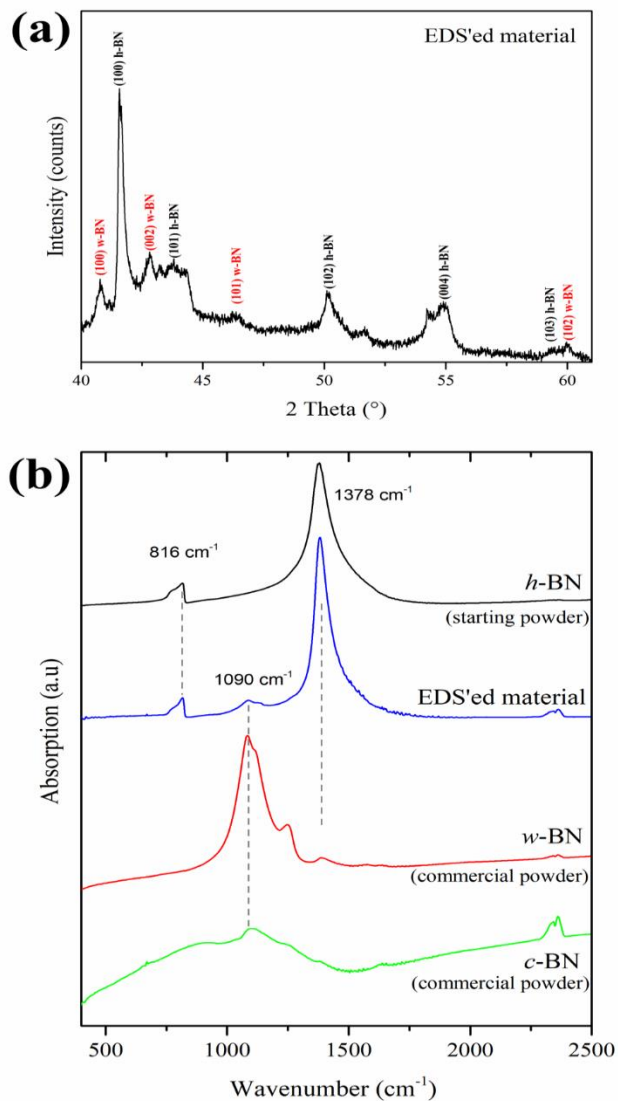 (a)
EDS'ed material
(100) h-BN
(100) w-BN
(002) w-BN
(101) h-BN
(101) w-BN
(102) h-BN
(004) h-BN
(103) h-BN
(102) w-BN
Intensity (counts)
40 45 50 55 60
2 Theta (°)
(b)
1378 cm⁻¹
816 cm⁻¹
h-BN
(starting powder)
1090 cm⁻¹
EDS'ed material
w-BN
(commercial powder)
c-BN
(commercial powder)
Absorption (a.u)
500 1000 1500 2000 2500
Wavenumber (cm⁻¹)